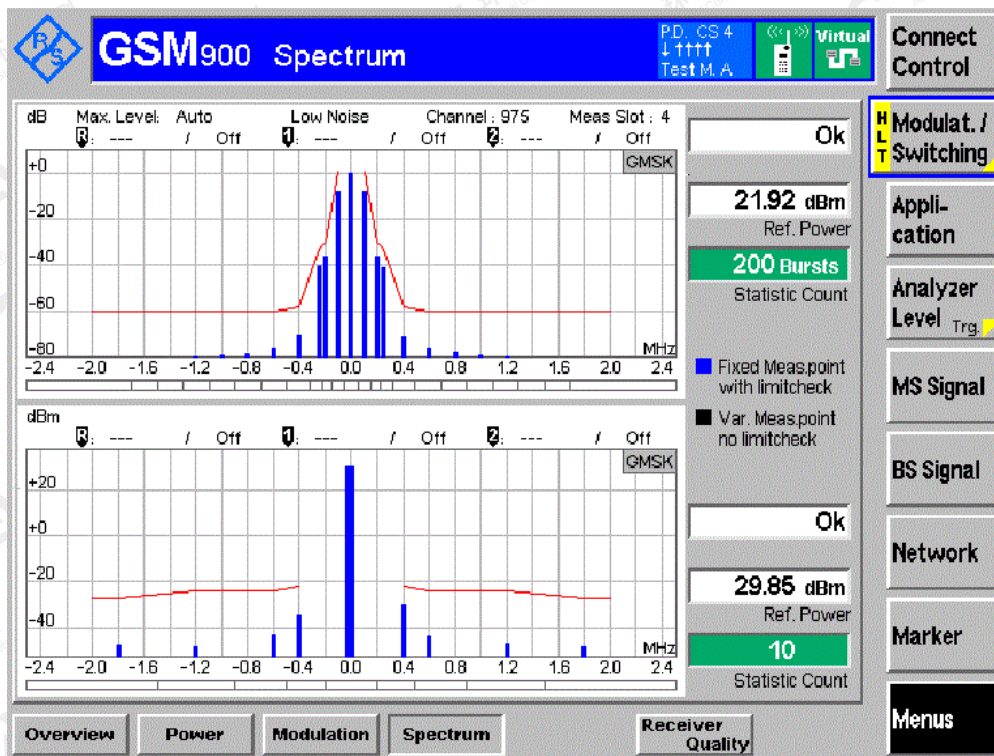 R/S
GSM900 Spectrum
PD. CS 4
Test M. A
Virtual
Connect
Control
dB Max. Level: Auto Low Noise Channel : 975 Meas Slot : 4
R: --- / Off 1: --- / Off 2: --- / Off
GMSK
+0
-20
-40
-60
-80
MHz
-2.4 -2.0 -1.6 -1.2 -0.8 -0.4 0.0 0.4 0.8 1.2 1.6 2.0 2.4
Ok
21.92 dBm
Ref. Power
200 Bursts
Statistic Count
Fixed Meas.point
with limitcheck
Var. Meas.point
no limitcheck
dBm
R: --- / Off 1: --- / Off 2: --- / Off
GMSK
+20
+0
-20
-40
MHz
-2.4 -2.0 -1.6 -1.2 -0.8 -0.4 0.0 0.4 0.8 1.2 1.6 2.0 2.4
Ok
29.85 dBm
Ref. Power
10
Statistic Count
HLT
Modulat. /
Switching
Appli-
cation
Analyzer
Level Trg.
MS Signal
BS Signal
Network
Marker
Menus
Overview
Power
Modulation
Spectrum
Receiver
Quality